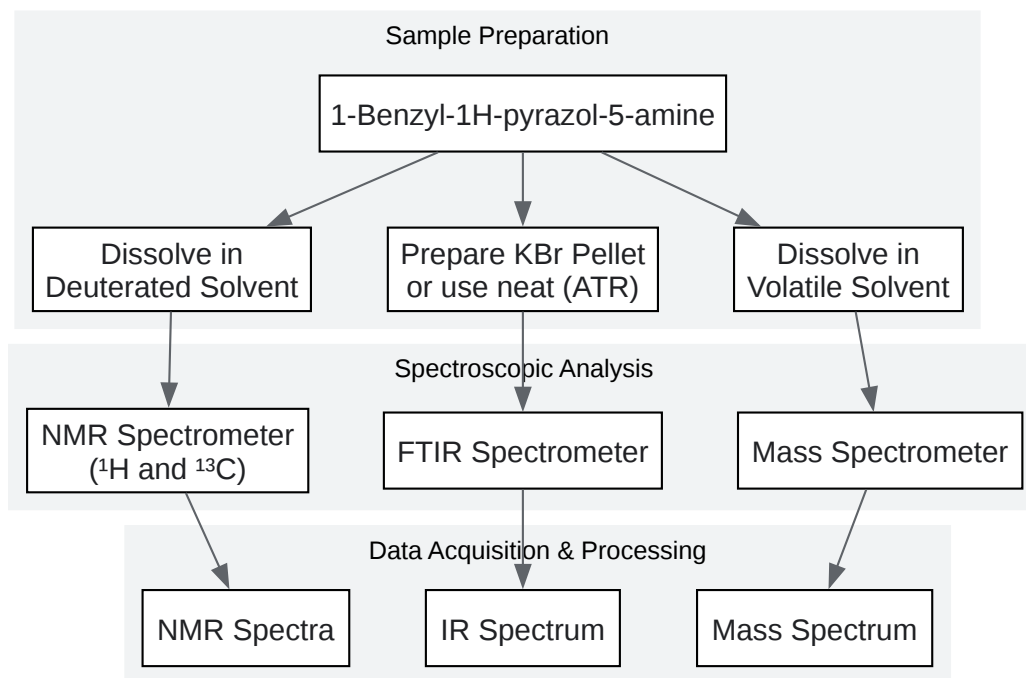 Sample Preparation
1-Benzyl-1H-pyrazol-5-amine
Dissolve in
Deuterated Solvent
Prepare KBr Pellet
or use neat (ATR)
Dissolve in
Volatile Solvent
Spectroscopic Analysis
NMR Spectrometer
(¹H and ¹³C)
FTIR Spectrometer
Mass Spectrometer
Data Acquisition & Processing
NMR Spectra
IR Spectrum
Mass Spectrum